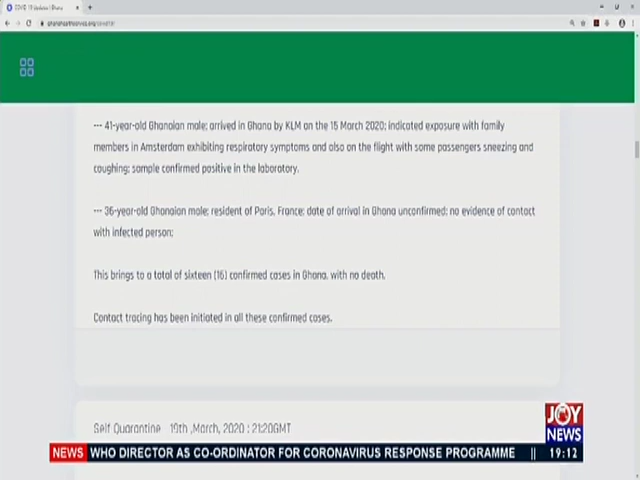 COVID-19 Updates | Ghana
--- 41-year-old Ghanaian male; arrived in Ghana by KLM on the 15 March 2020; indicated exposure with family
members in Amsterdam exhibiting respiratory symptoms and also on the flight with some passengers sneezing and
coughing; sample confirmed positive in the laboratory.
--- 36-year-old Ghanaian male; resident of Paris, France; date of arrival in Ghana unconfirmed; no evidence of contact
with infected person;
This brings to a total of sixteen (16) confirmed cases in Ghana, with no death.
Contact tracing has been initiated in all these confirmed cases.
Self Quarantine 19th ,March, 2020 : 21:20GMT
JOY
NEWS
NEWS WHO DIRECTOR AS CO-ORDINATOR FOR CORONAVIRUS RESPONSE PROGRAMME || 19:12